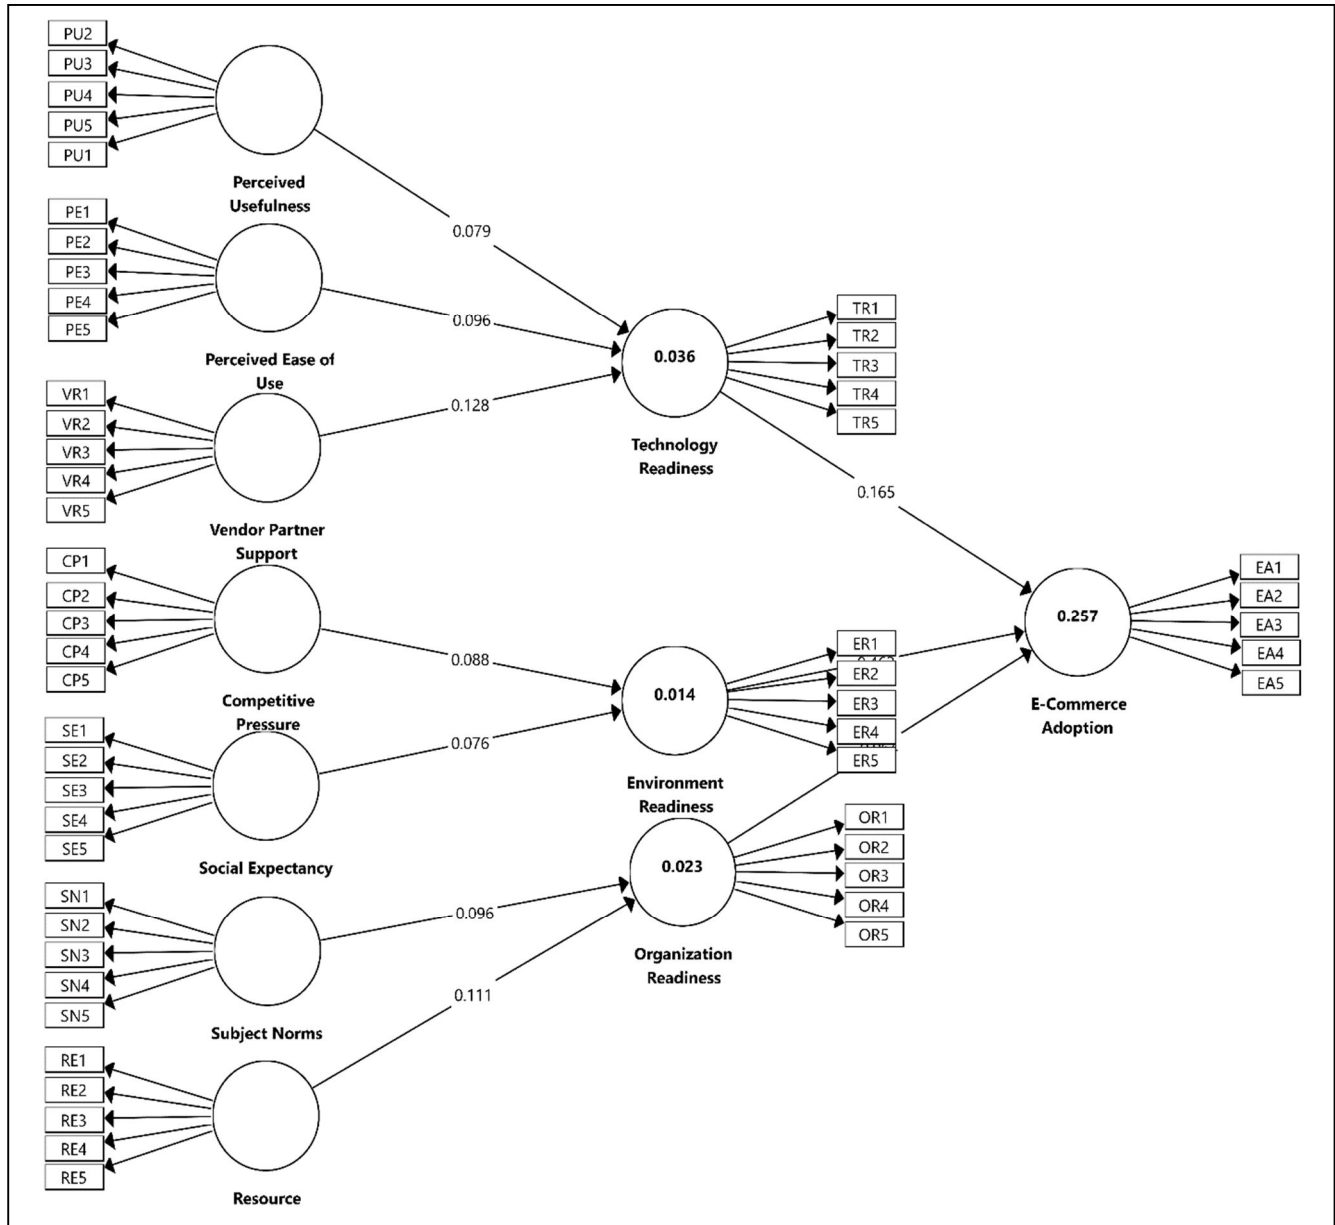 PU2
PU3
PU4
PU5
PU1
Perceived
Usefulness
PE1
PE2
PE3
PE4
PE5
Perceived Ease of
Use
VR1
VR2
VR3
VR4
VR5
Vendor Partner
Support
CP1
CP2
CP3
CP4
CP5
Competitive
Pressure
SE1
SE2
SE3
SE4
SE5
Social Expectancy
SN1
SN2
SN3
SN4
SN5
Subject Norms
RE1
RE2
RE3
RE4
RE5
Resource
0.079
0.096
0.128
0.088
0.076
0.096
0.111
0.036
Technology
Readiness
TR1
TR2
TR3
TR4
TR5
0.014
Environment
Readiness
ER1
ER2
ER3
ER4
ER5
0.023
Organization
Readiness
OR1
OR2
OR3
OR4
OR5
0.165
0.257
E-Commerce
Adoption
EA1
EA2
EA3
EA4
EA5